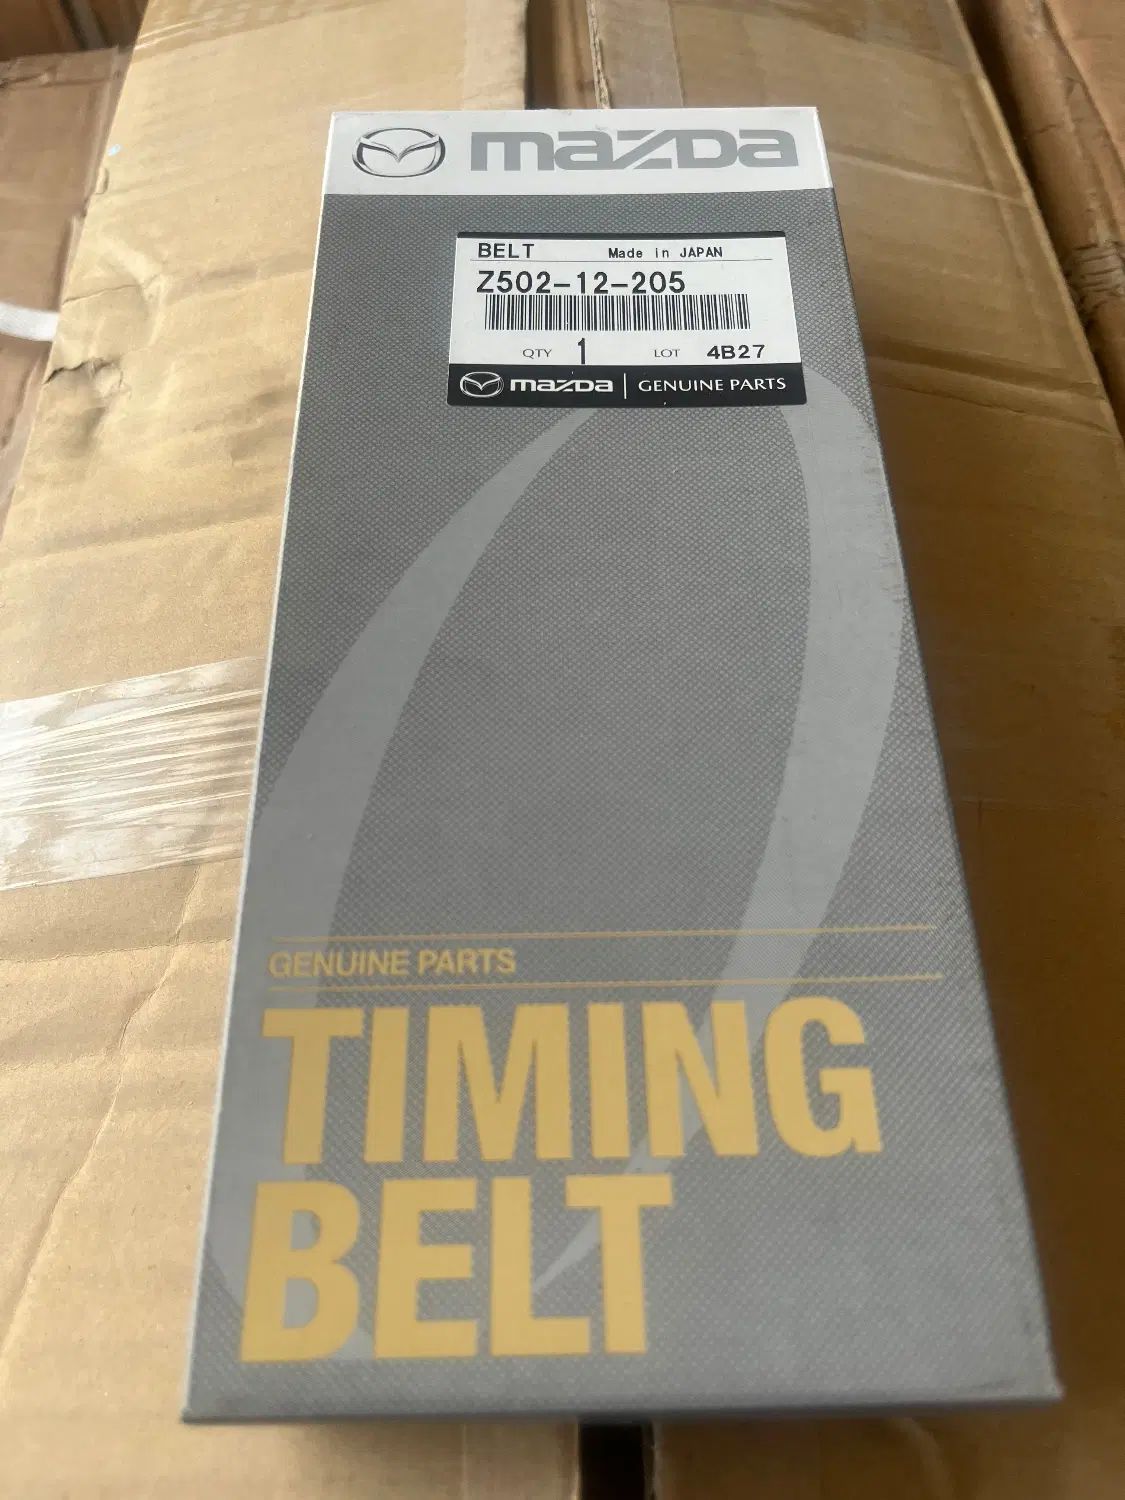 mazda
BELT Made in JAPAN
Z502-12-205
QTY 1 LOT 4B27
mazda | GENUINE PARTS
GENUINE PARTS
TIMING
BELT